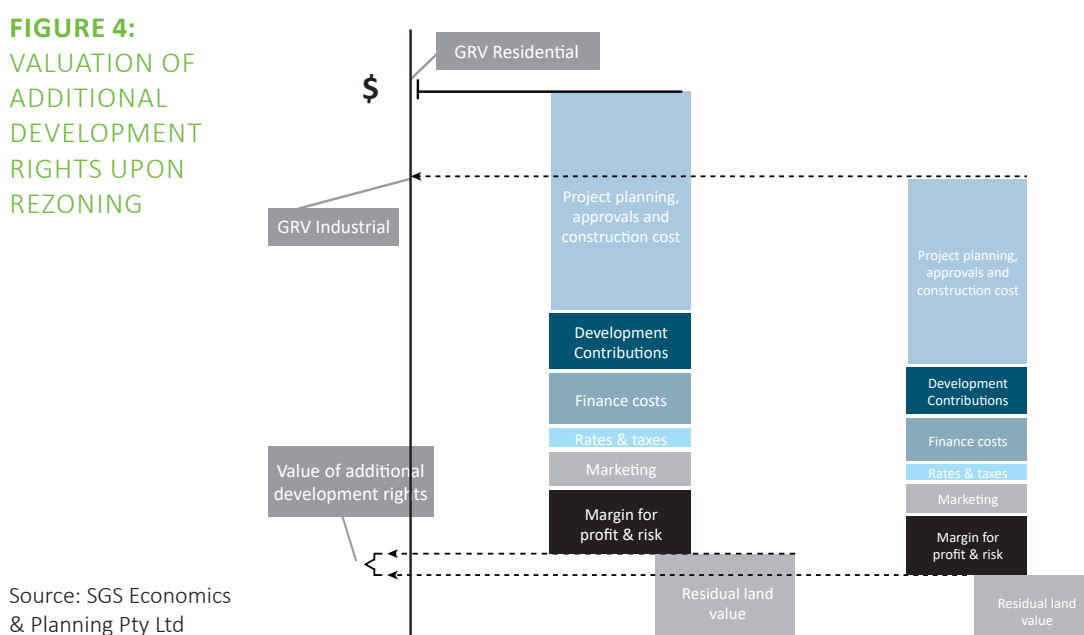 FIGURE 4:
VALUATION OF
ADDITIONAL
DEVELOPMENT
RIGHTS UPON
REZONING
$
GRV Residential
GRV Industrial
Value of additional
development rights
Project planning,
approvals and
construction cost
Development
Contributions
Finance costs
Rates & taxes
Marketing
Margin for
profit & risk
Residual land
value
Project planning,
approvals and
construction cost
Development
Contributions
Finance costs
Rates & taxes
Marketing
Margin for
profit & risk
Residual land
value
Source: SGS Economics
& Planning Pty Ltd